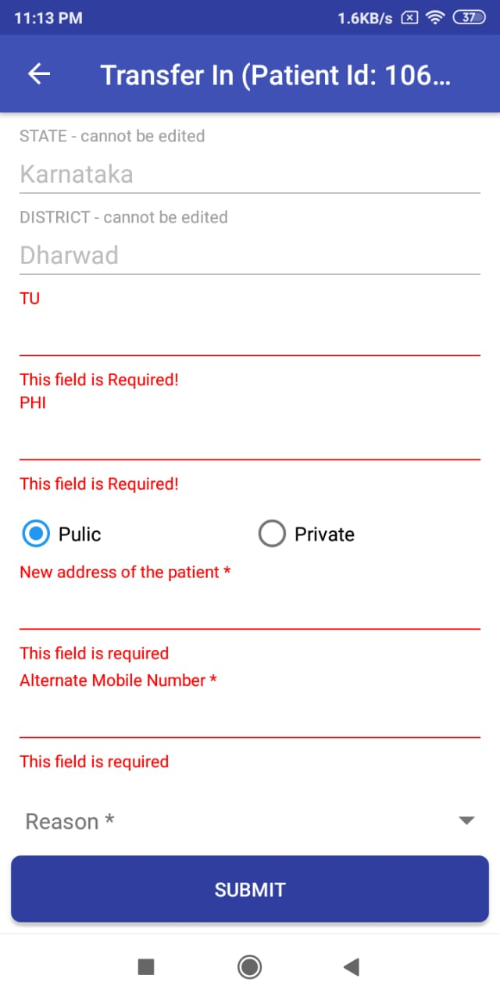 11:13 PM 1.6KB/s 37
Transfer In (Patient Id: 106...
STATE - cannot be edited
Karnataka
DISTRICT - cannot be edited
Dharwad
TU
This field is Required!
PHI
This field is Required!
Pulic Private
New address of the patient *
This field is required
Alternate Mobile Number *
This field is required
Reason *
SUBMIT